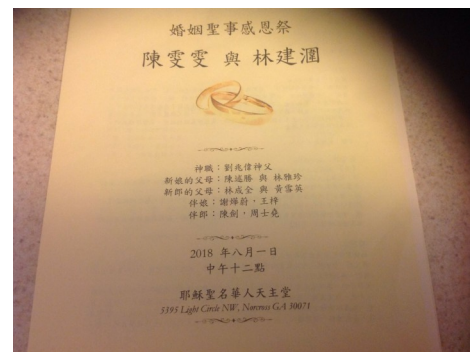 婚姻聖事感恩祭
陳雯雯 與 林建
神職：劉兆偉神父
新娘的父母：陳述勝 與 林雅珍
新郎的父母：林成全 與 黃雪英
伴娘：謝嬋蔚，王梓
伴郎：陳劍，周士堯
2018 年八月一日
中午十二點
耶穌聖名華人天主堂
5395 Light Circle NW, Norcross GA 30071